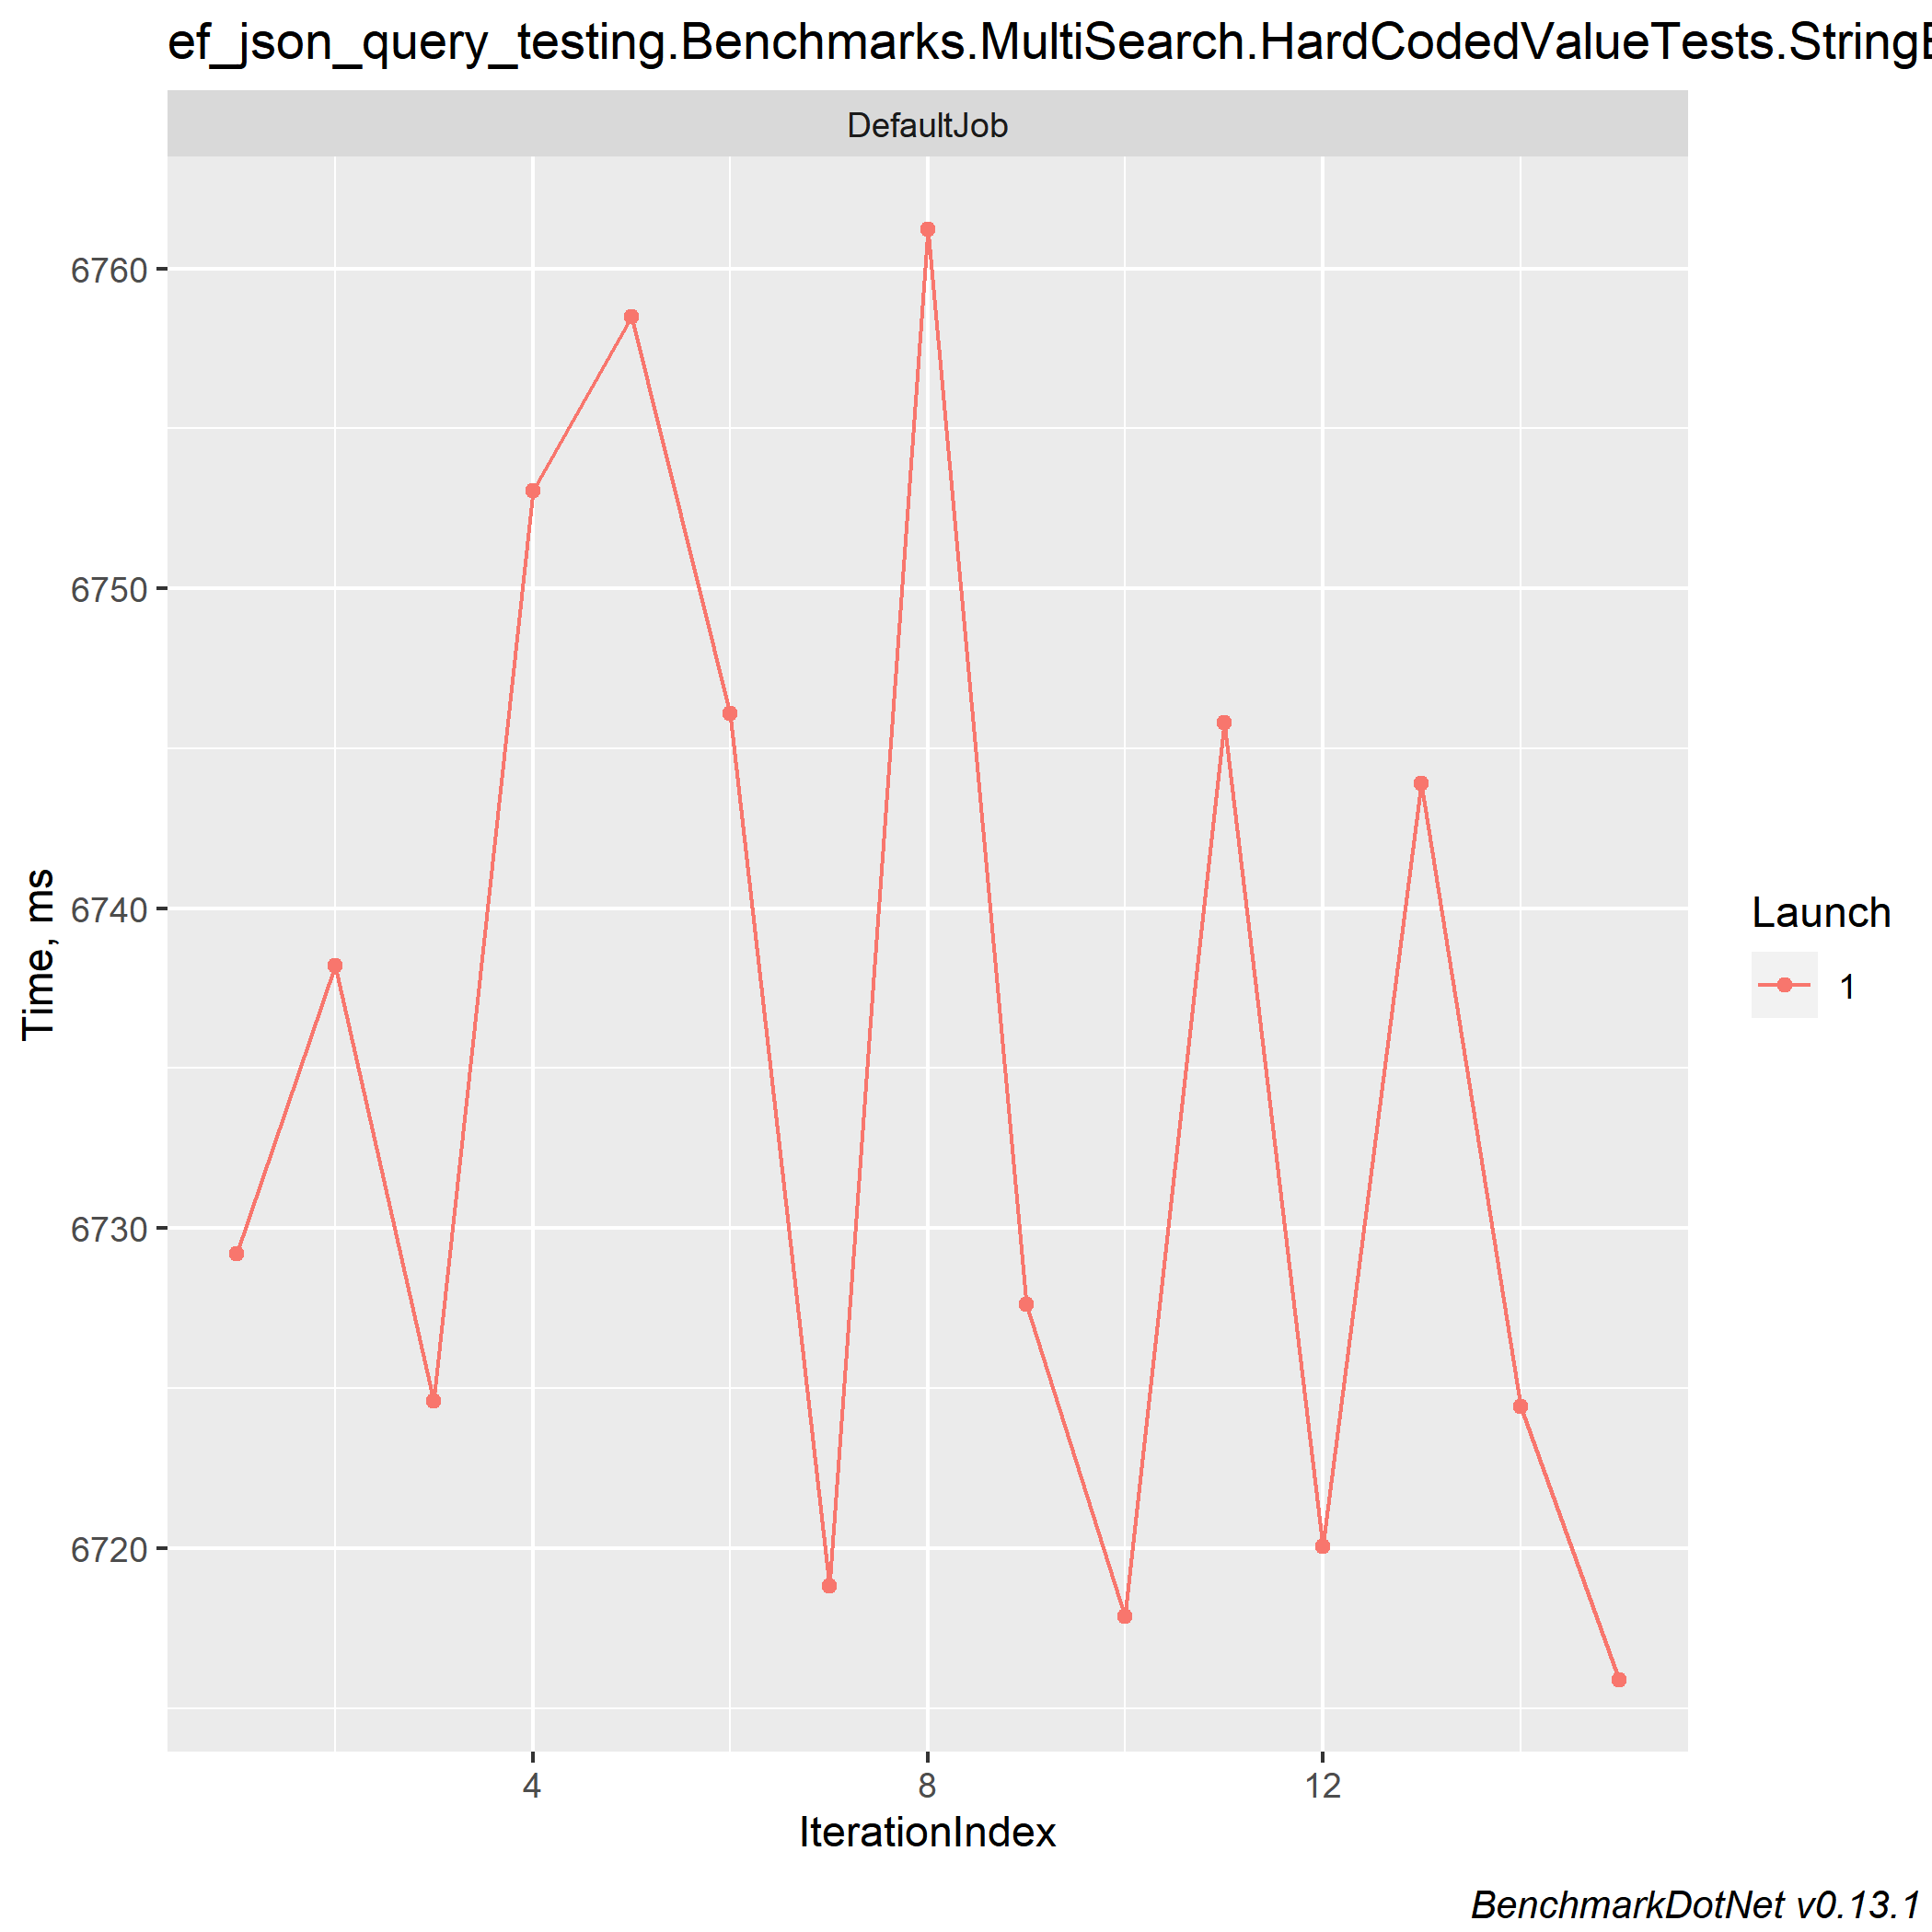 ef_json_query_testing.Benchmarks.MultiSearch.HardCodedValueTests.String
DefaultJob
6760
6750
6740
6730
6720
Time, ms
4
8
12
IterationIndex
Launch
1
BenchmarkDotNet v0.13.1